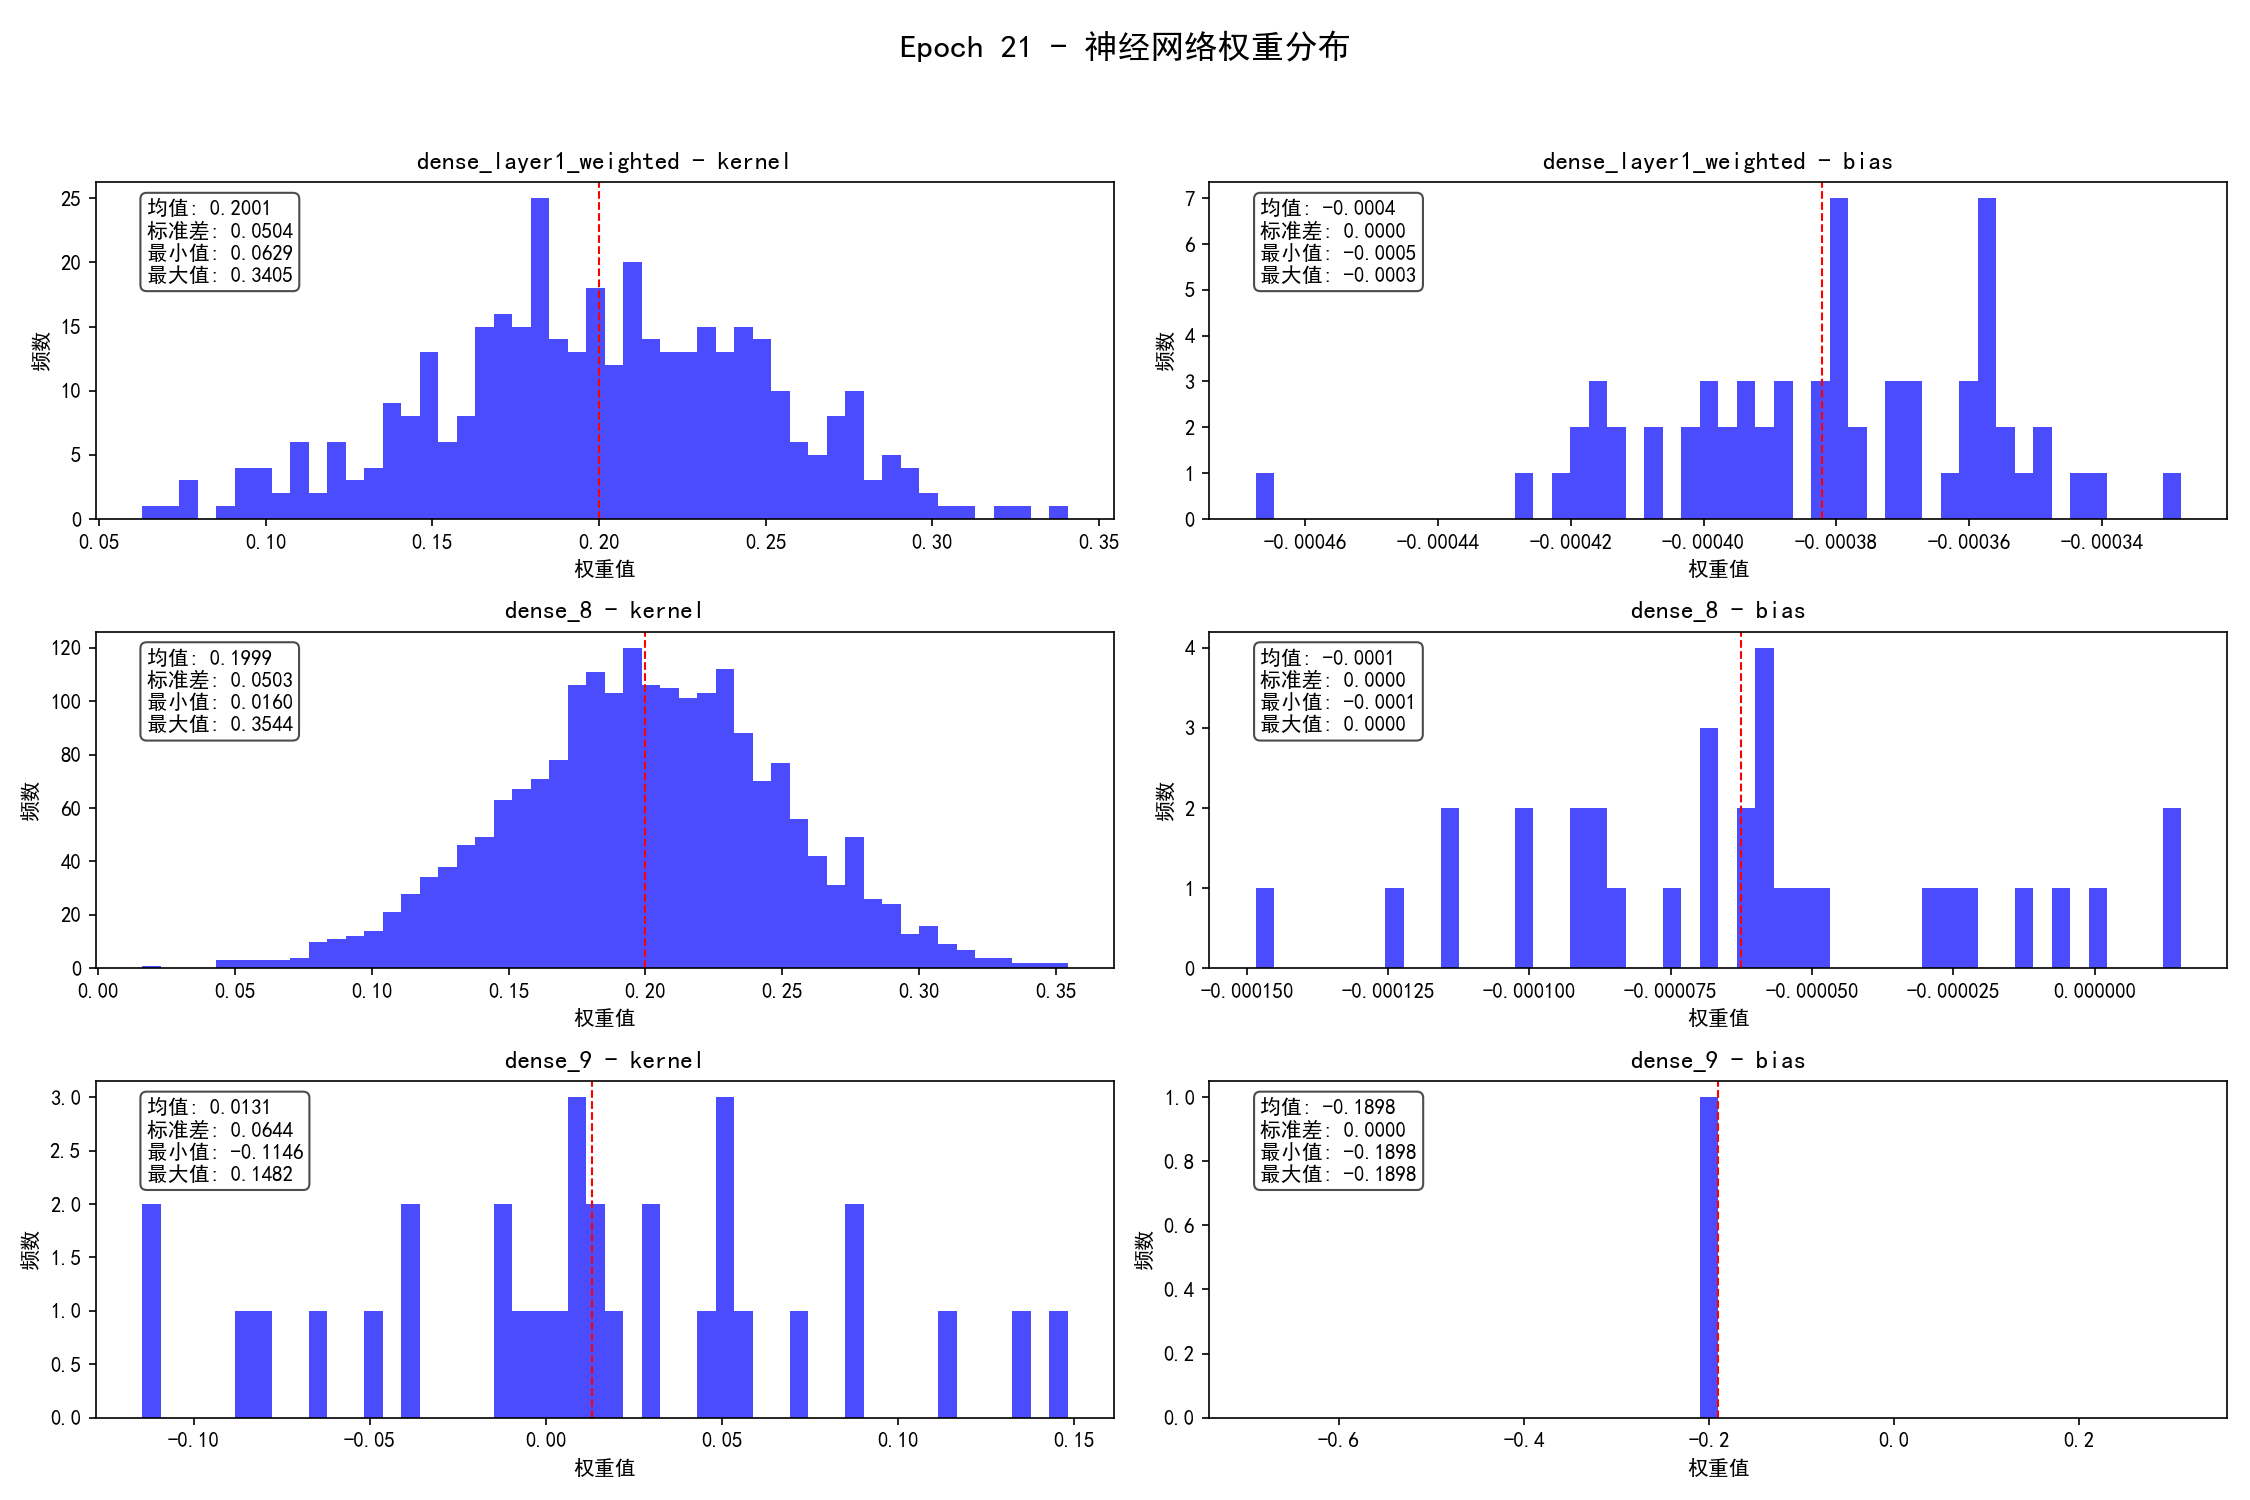 Epoch 21 - 神经网络权重分布
dense_layer1_weighted - kernel
均值: 0.2001
标准差: 0.0504
最小值: 0.0629
最大值: 0.3405
频数
25
20
15
10
5
0
0.05 0.10 0.15 0.20 0.25 0.30 0.35
权重值
dense_layer1_weighted - bias
均值: -0.0004
标准差: 0.0000
最小值: -0.0005
最大值: -0.0003
频数
7
6
5
4
3
2
1
0
-0.00046 -0.00044 -0.00042 -0.00040 -0.00038 -0.00036 -0.00034
权重值
dense_8 - kernel
均值: 0.1999
标准差: 0.0503
最小值: 0.0160
最大值: 0.3544
频数
120
100
80
60
40
20
0
0.00 0.05 0.10 0.15 0.20 0.25 0.30 0.35
权重值
dense_8 - bias
均值: -0.0001
标准差: 0.0000
最小值: -0.0001
最大值: 0.0000
频数
4
3
2
1
0
-0.000150 -0.000125 -0.000100 -0.000075 -0.000050 -0.000025 0.000000
权重值
dense_9 - kernel
均值: 0.0131
标准差: 0.0644
最小值: -0.1146
最大值: 0.1482
频数
3.0
2.5
2.0
1.5
1.0
0.5
0.0
-0.10 -0.05 0.00 0.05 0.10 0.15
权重值
dense_9 - bias
均值: -0.1898
标准差: 0.0000
最小值: -0.1898
最大值: -0.1898
频数
1.0
0.8
0.6
0.4
0.2
0.0
-0.6 -0.4 -0.2 0.0 0.2
权重值